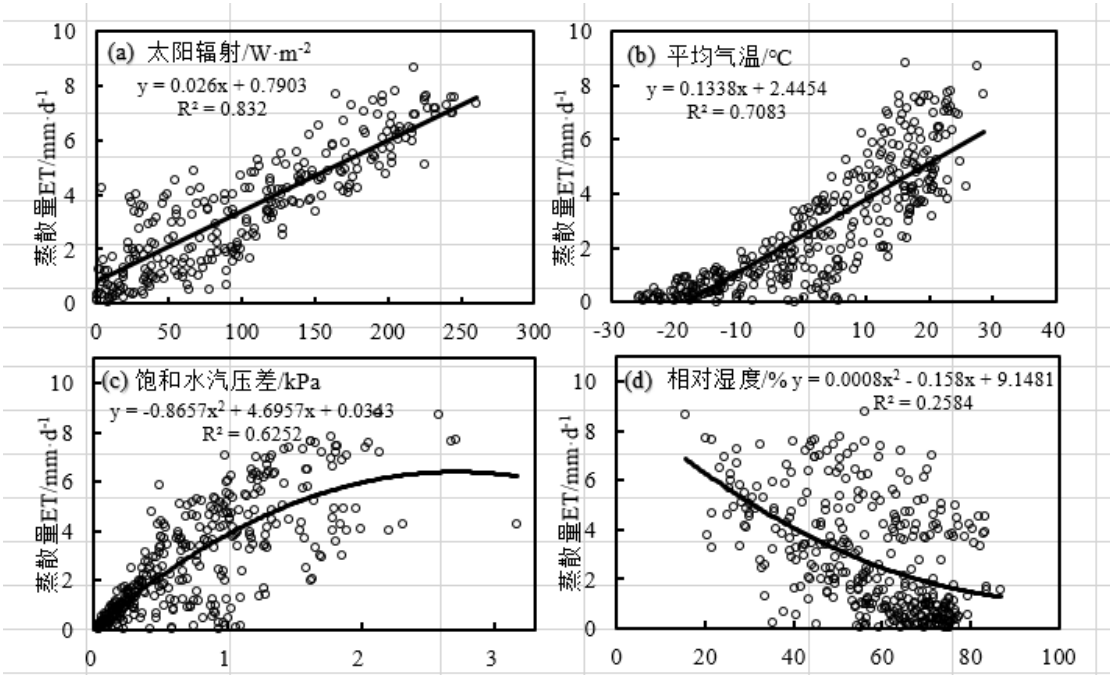 (a) 太阳辐射/W·m-2
y = 0.026x + 0.7903
R² = 0.832
蒸散量ET/mm·d-1
10
8
6
4
2
0
0 50 100 150 200 250 300
(b) 平均气温/°C
y = 0.1338x + 2.4454
R² = 0.7083
蒸散量ET/mm·d-1
10
8
6
4
2
0
-30 -20 -10 0 10 20 30 40
(c) 饱和水汽压差/kPa
y = -0.8657x² + 4.6957x + 0.0343
R² = 0.6252
蒸散量ET/mm·d-1
10
8
6
4
2
0
0 1 2 3
(d) 相对湿度/% y = 0.0008x² - 0.158x + 9.1481
R² = 0.2584
蒸散量ET/mm·d-1
10
8
6
4
2
0
0 20 40 60 80 100